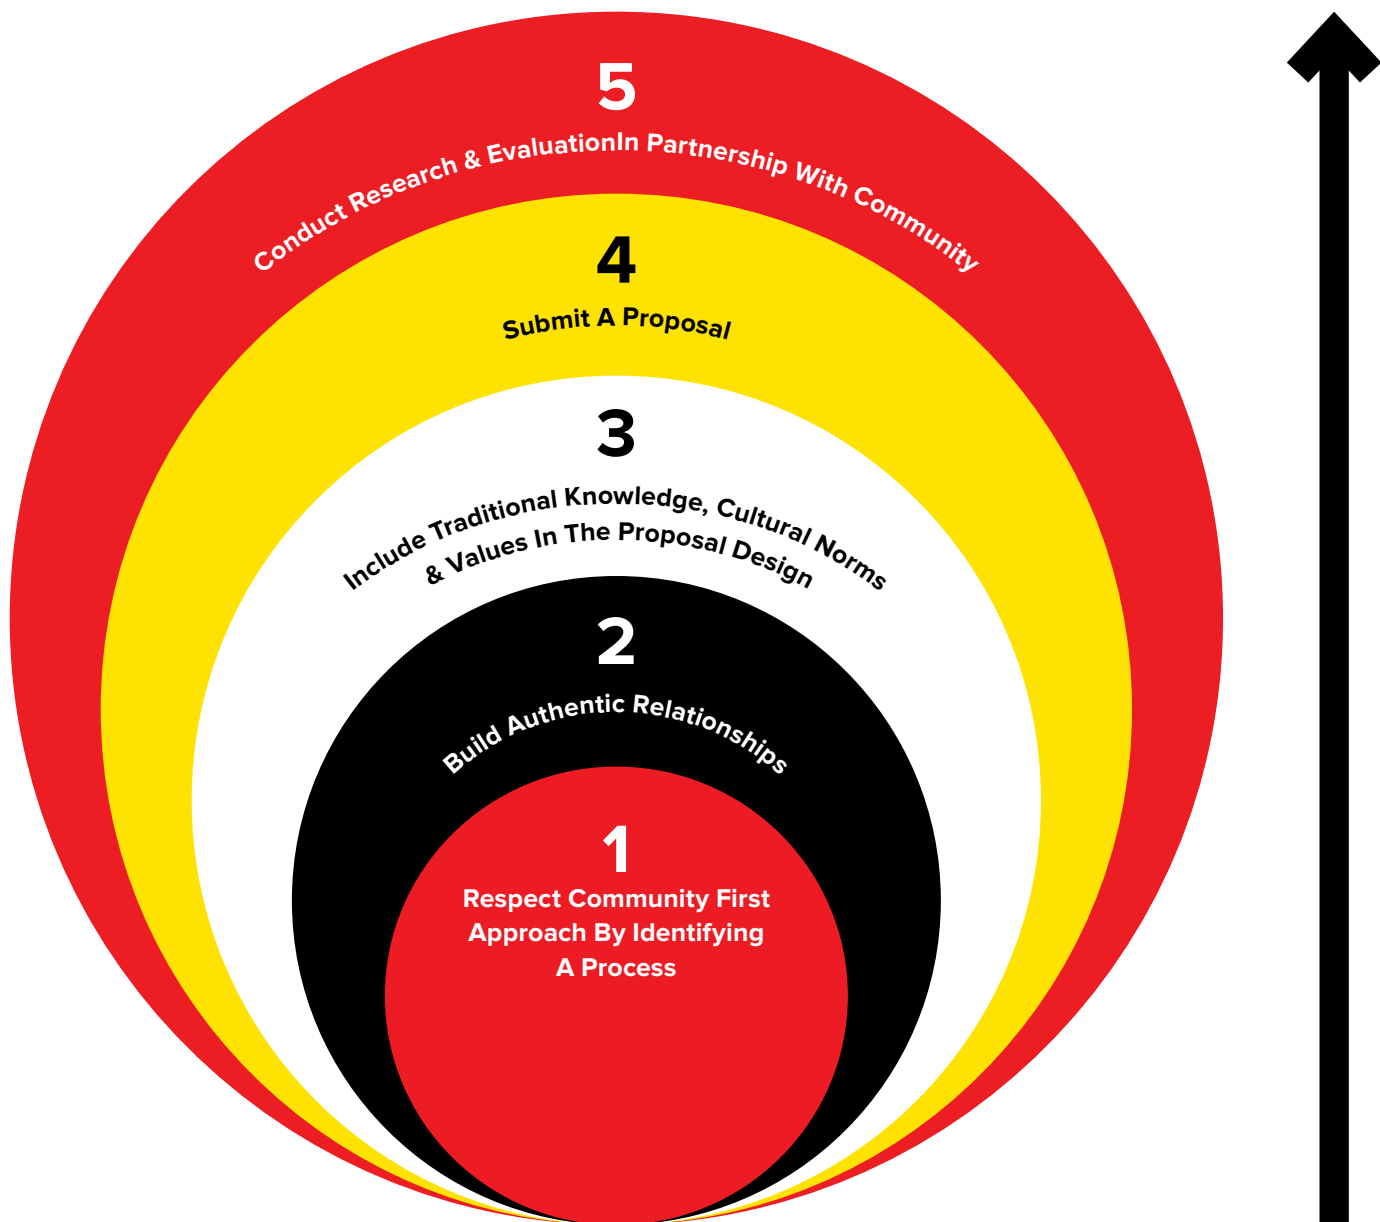 5
Conduct Research & EvaluationIn Partnership With Community
4
Submit A Proposal
3
Include Traditional Knowledge, Cultural Norms
& Values In The Proposal Design
2
Build Authentic Relationships
1
Respect Community First
Approach By Identifying
A Process